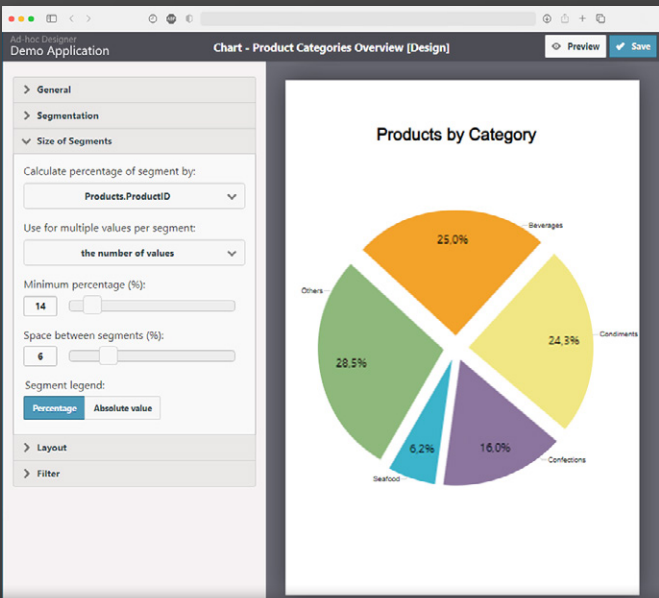 Ad-hoc Designer
Demo Application
Chart - Product Categories Overview [Design]
Preview
Save
General
Segmentation
Size of Segments
Calculate percentage of segment by:
Products.ProductID
Use for multiple values per segment:
the number of values
Minimum percentage (%):
14
Space between segments (%):
6
Segment legend:
Percentage
Absolute value
Layout
Filter
Products by Category
Beverages
25,0%
Others
Condiments
24,3%
28,5%
6,2%
16,0%
Confections
Seafood